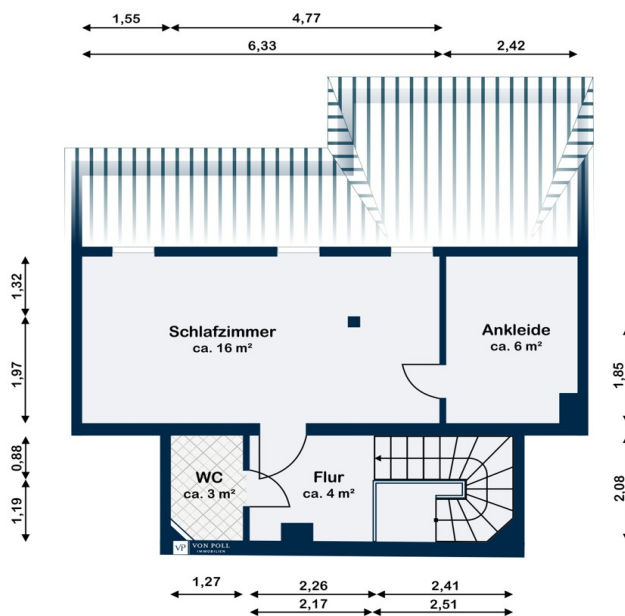 1,55
4,77
6,33
2,42
1,32
1,97
0,88
1,19
Schlafzimmer
ca. 16 m²
Ankleide
ca. 6 m²
1,85
2,08
WC
ca. 3 m²
Flur
ca. 4 m²
VP
VON POLL
IMMOBILIEN
1,27
2,26
2,41
2,17
2,51